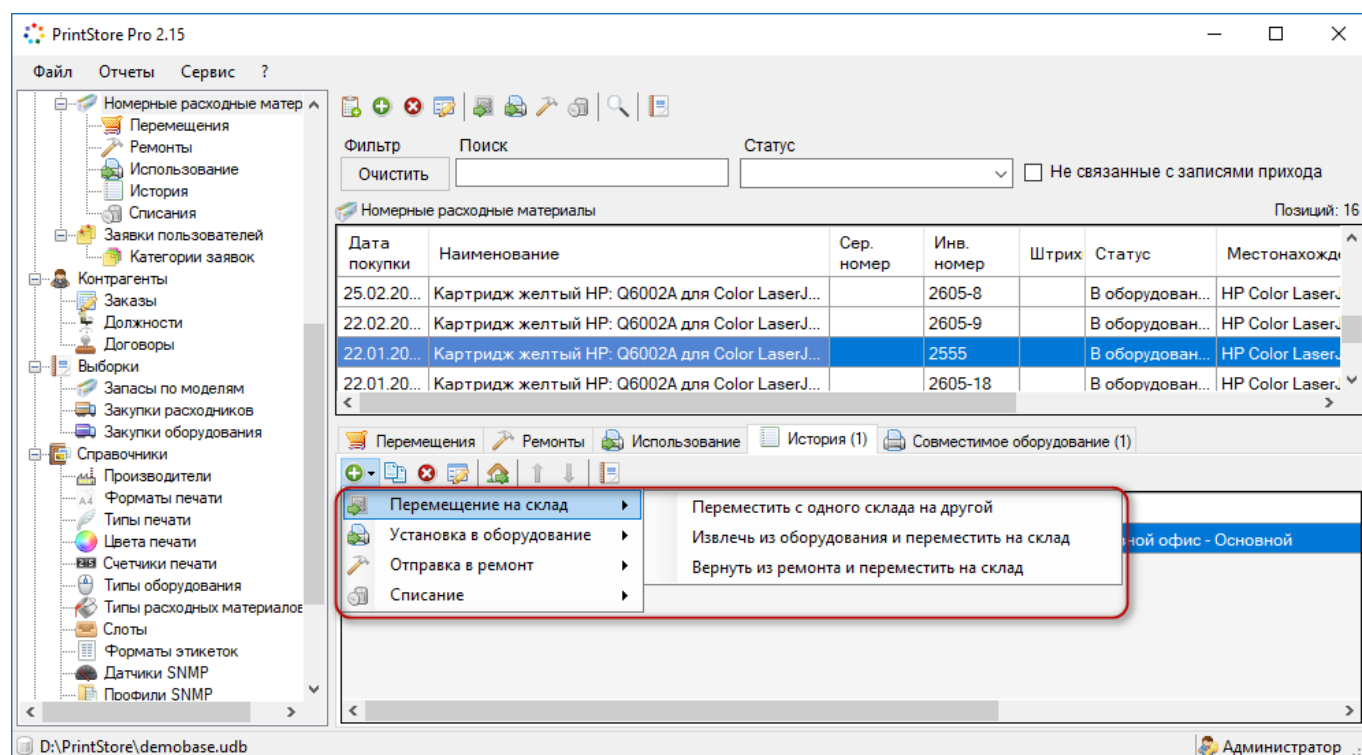 PrintStore Pro 2.15
Файл Отчеты Сервис ?
Номерные расходные матер
Перемещения
Ремонты
Использование
История
Списания
Заявки пользователей
Категории заявок
Контрагенты
Заказы
Должности
Договоры
Выборки
Запасы по моделям
Закупки расходников
Закупки оборудования
Справочники
Производители
Форматы печати
Типы печати
Цвета печати
Счетчики печати
Типы оборудования
Типы расходных материалов
Слоты
Форматы этикеток
Датчики SNMP
Профили SNMP
Фильтр Поиск Статус
Очистить Не связанные с записями прихода
Номерные расходные материалы Позиций: 16
Дата покупки Наименование Сер. номер Инв. номер Штрих Статус Местонахожд
25.02.20... Картридж желтый HP: Q6002A для Color LaserJ... 2605-8 В оборудован... HP Color LaserJ
22.02.20... Картридж желтый HP: Q6002A для Color LaserJ... 2605-9 В оборудован... HP Color LaserJ
22.01.20... Картридж желтый HP: Q6002A для Color LaserJ... 2555 В оборудован... HP Color LaserJ
22.01.20... Картридж желтый HP: Q6002A для Color LaserJ... 2605-18 В оборудован... HP Color LaserJ
Перемещения Ремонты Использование История (1) Совместимое оборудование (1)
Перемещение на склад Переместить с одного склада на другой
Установка в оборудование Извлечь из оборудования и переместить на склад ной офис - Основной
Отправка в ремонт Вернуть из ремонта и переместить на склад
Списание
D:\PrintStore\demobase.udb Администратор